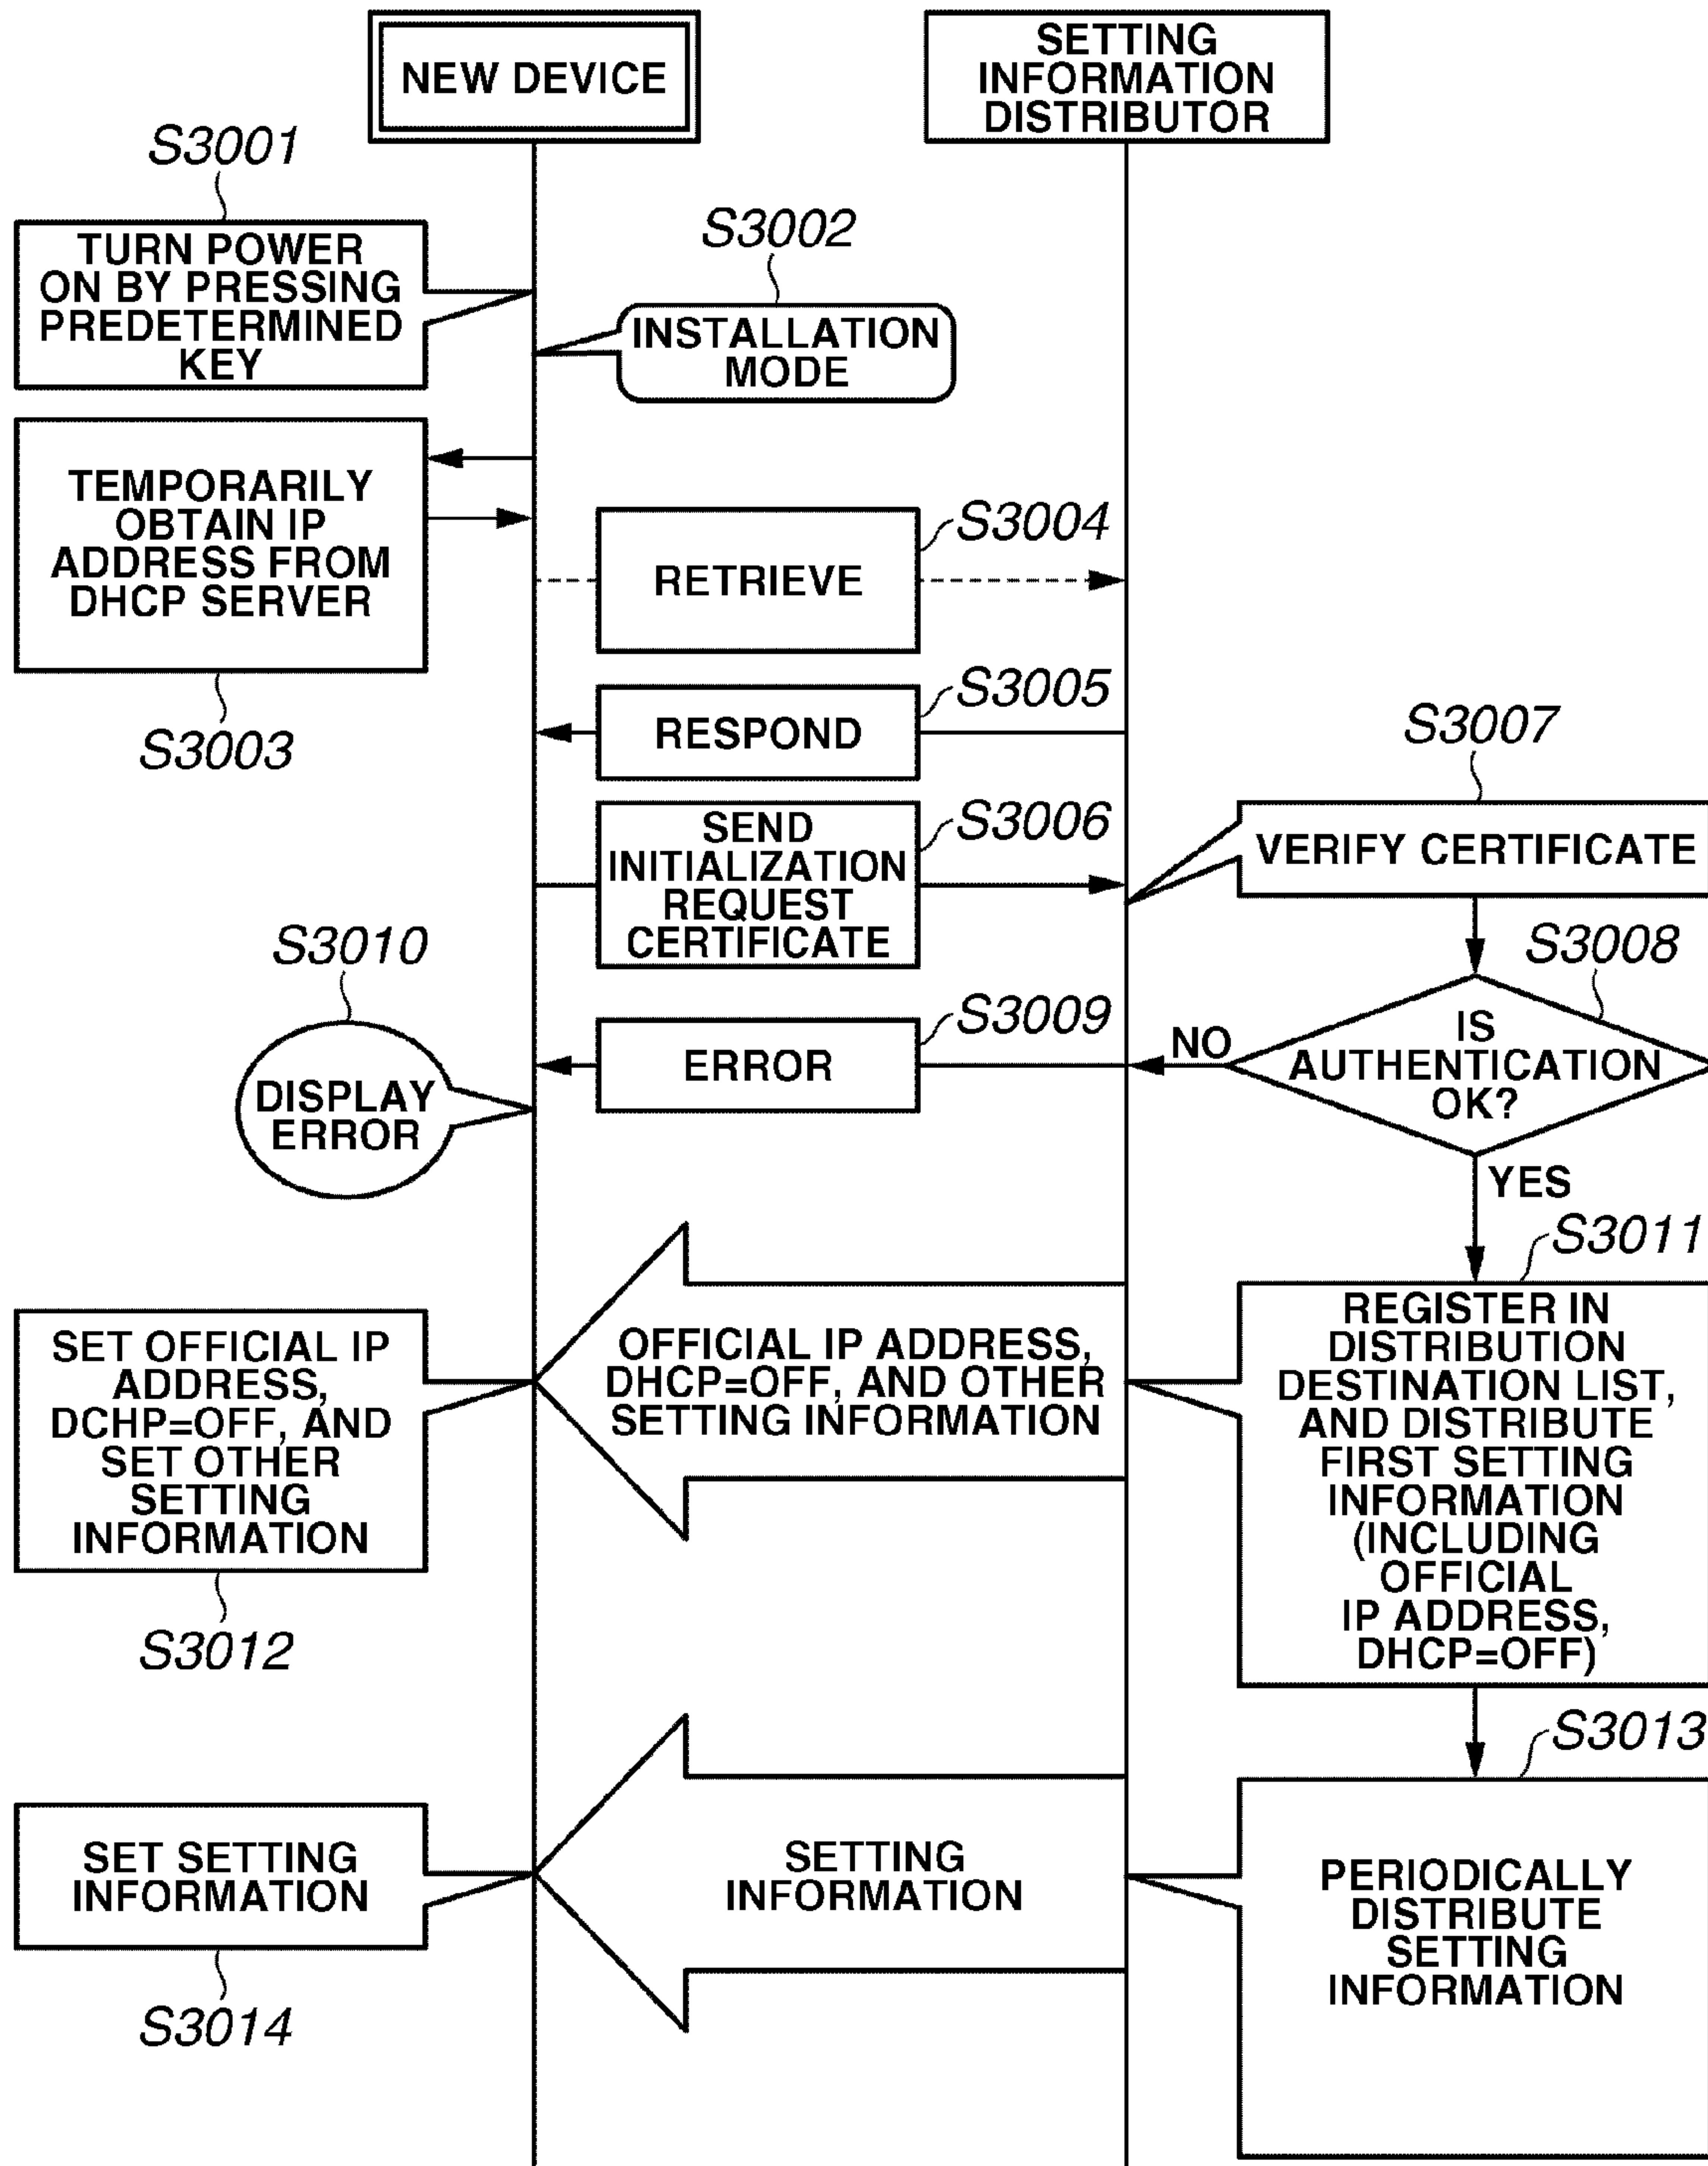 NEW DEVICE
SETTING
INFORMATION
DISTRIBUTOR
S3001
TURN POWER
ON BY PRESSING
PREDETERMINED
KEY
S3002
INSTALLATION
MODE
TEMPORARILY
OBTAIN IP
ADDRESS FROM
DHCP SERVER
S3003
S3004
RETRIEVE
S3005
RESPOND
S3006
SEND
INITIALIZATION
REQUEST
CERTIFICATE
S3007
VERIFY CERTIFICATE
S3008
IS
AUTHENTICATION
OK?
NO
YES
S3009
ERROR
S3010
DISPLAY
ERROR
S3011
REGISTER IN
DISTRIBUTION
DESTINATION LIST,
AND DISTRIBUTE
FIRST SETTING
INFORMATION
(INCLUDING
OFFICIAL
IP ADDRESS,
DHCP=OFF)
OFFICIAL IP ADDRESS,
DHCP=OFF, AND OTHER
SETTING INFORMATION
SET OFFICIAL IP
ADDRESS,
DCHP=OFF, AND
SET OTHER
SETTING
INFORMATION
S3012
S3013
PERIODICALLY
DISTRIBUTE
SETTING
INFORMATION
SETTING
INFORMATION
SET SETTING
INFORMATION
S3014